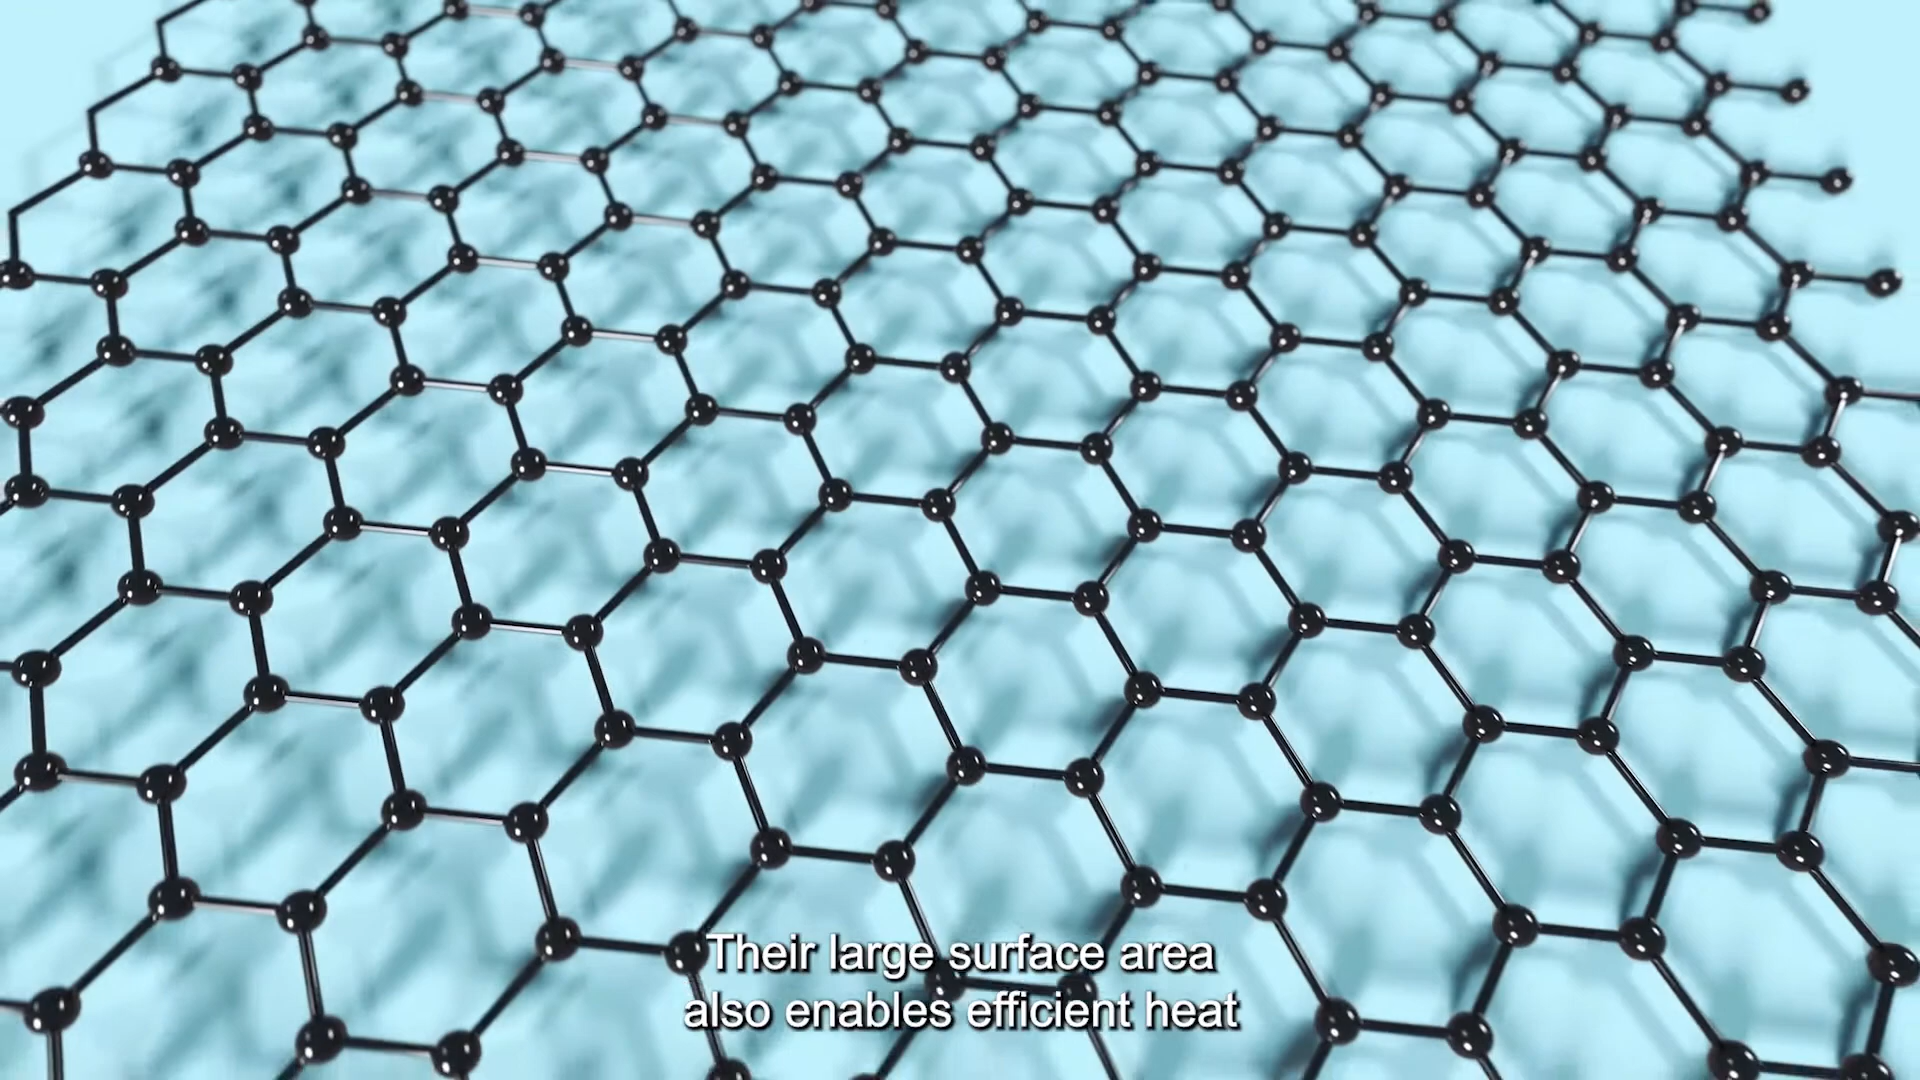 Their large surface area
also enables efficient heat